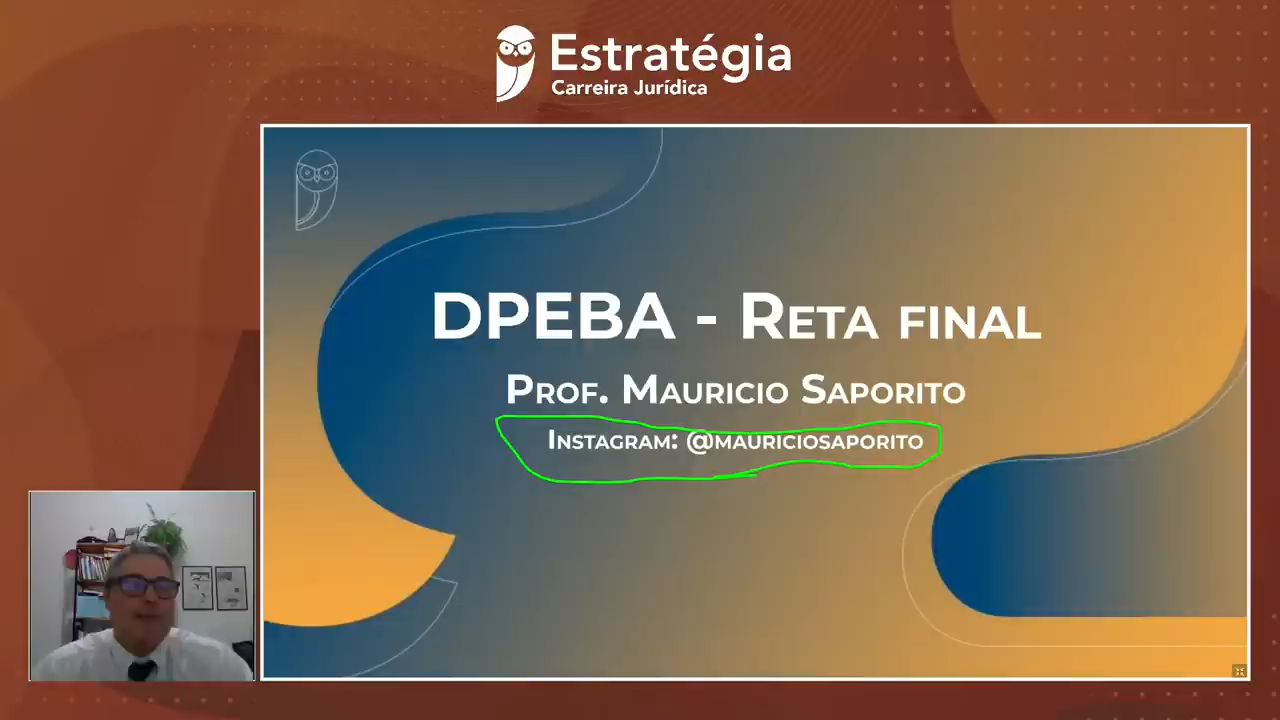 Estratégia
Carreira Jurídica
DPEBA - Reta final
Prof. Mauricio Saporito
Instagram: @mauriciosaporito